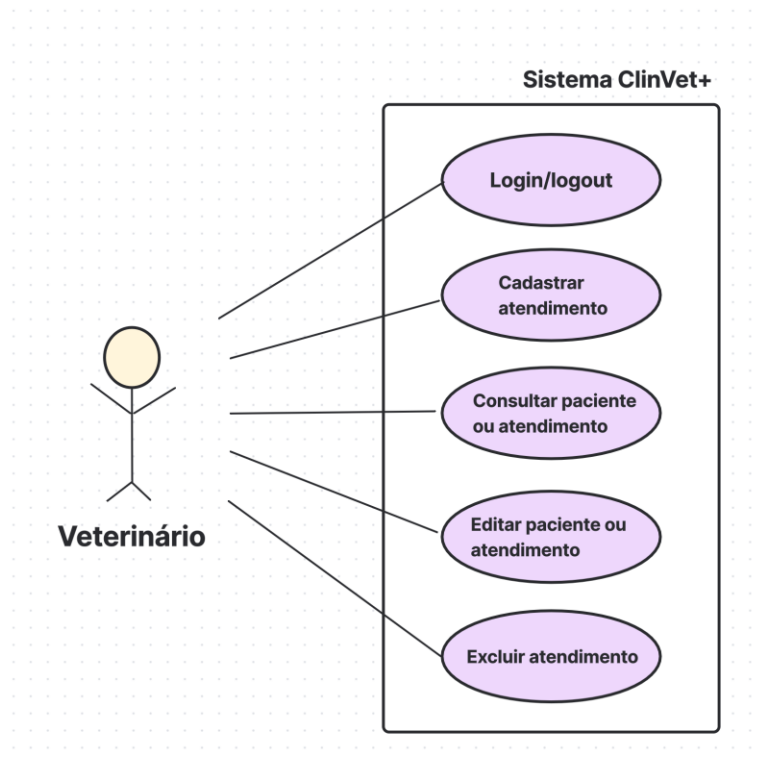 Sistema ClinVet+
Login/logout
Cadastrar
atendimento
Consultar paciente
ou atendimento
Editar paciente ou
atendimento
Excluir atendimento
Veterinário